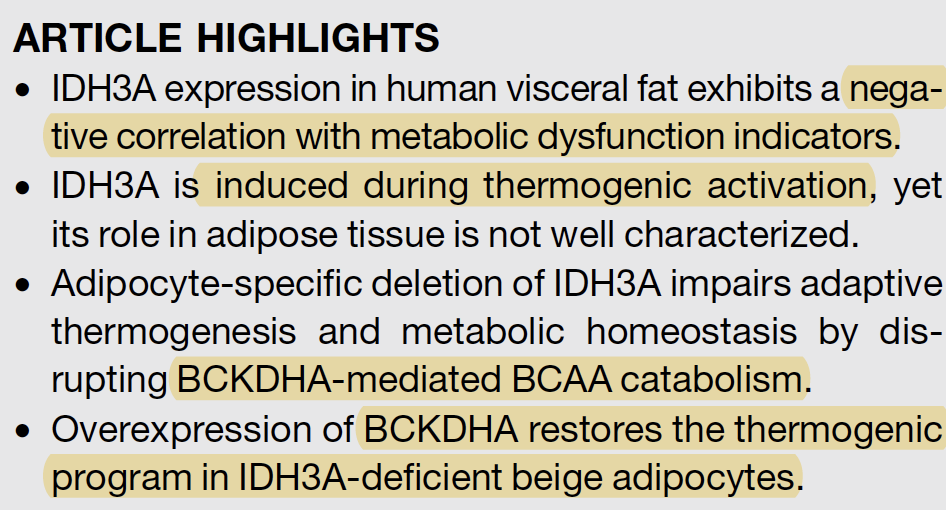 ARTICLE HIGHLIGHTS
• IDH3A expression in human visceral fat exhibits a nega-
tive correlation with metabolic dysfunction indicators.
• IDH3A is induced during thermogenic activation, yet
its role in adipose tissue is not well characterized.
• Adipocyte-specific deletion of IDH3A impairs adaptive
thermogenesis and metabolic homeostasis by dis-
rupting BCKDHA-mediated BCAA catabolism.
• Overexpression of BCKDHA restores the thermogenic
program in IDH3A-deficient beige adipocytes.